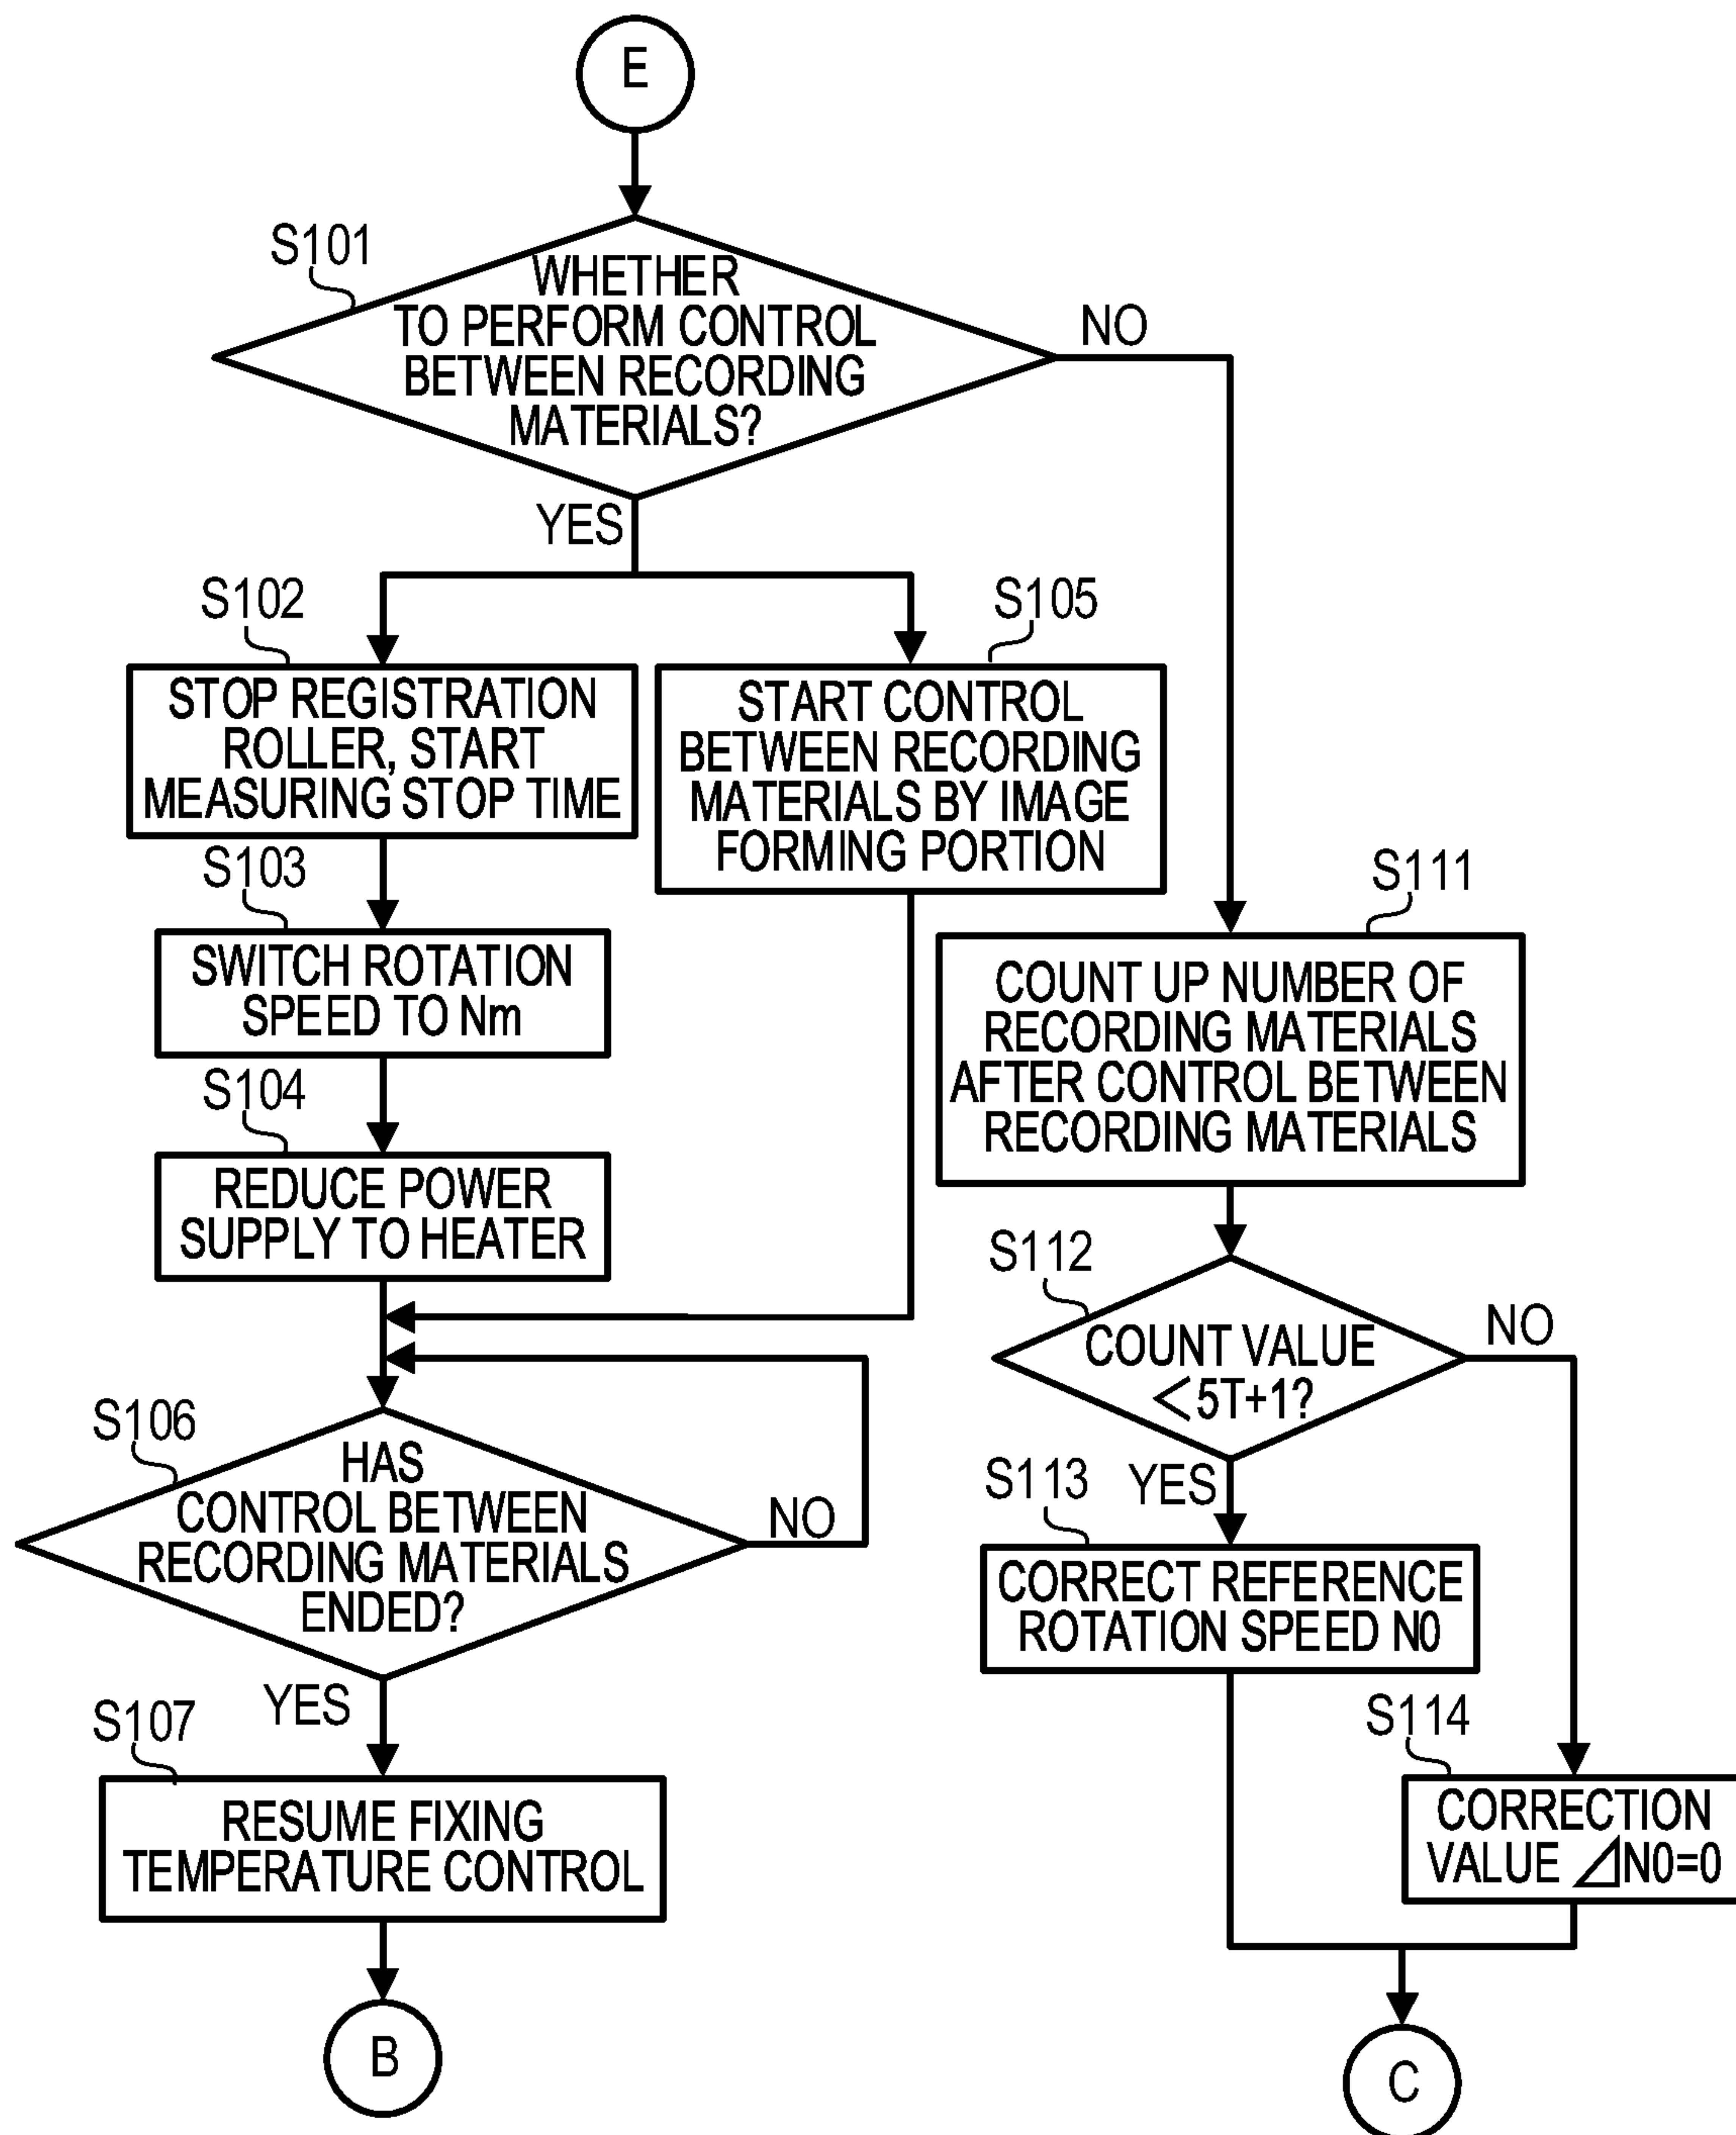 E
S101
WHETHER
TO PERFORM CONTROL
BETWEEN RECORDING
MATERIALS?
NO
YES
S102
STOP REGISTRATION
ROLLER, START
MEASURING STOP TIME
S105
START CONTROL
BETWEEN RECORDING
MATERIALS BY IMAGE
FORMING PORTION
S103
SWITCH ROTATION
SPEED TO Nm
S111
COUNT UP NUMBER OF
RECORDING MATERIALS
AFTER CONTROL BETWEEN
RECORDING MATERIALS
S104
REDUCE POWER
SUPPLY TO HEATER
S112
COUNT VALUE
<5T+1?
NO
YES
S106
HAS
CONTROL BETWEEN
RECORDING MATERIALS
ENDED?
NO
YES
S113
CORRECT REFERENCE
ROTATION SPEED N0
S107
RESUME FIXING
TEMPERATURE CONTROL
S114
CORRECTION
VALUE ⊿N0=0
B
C